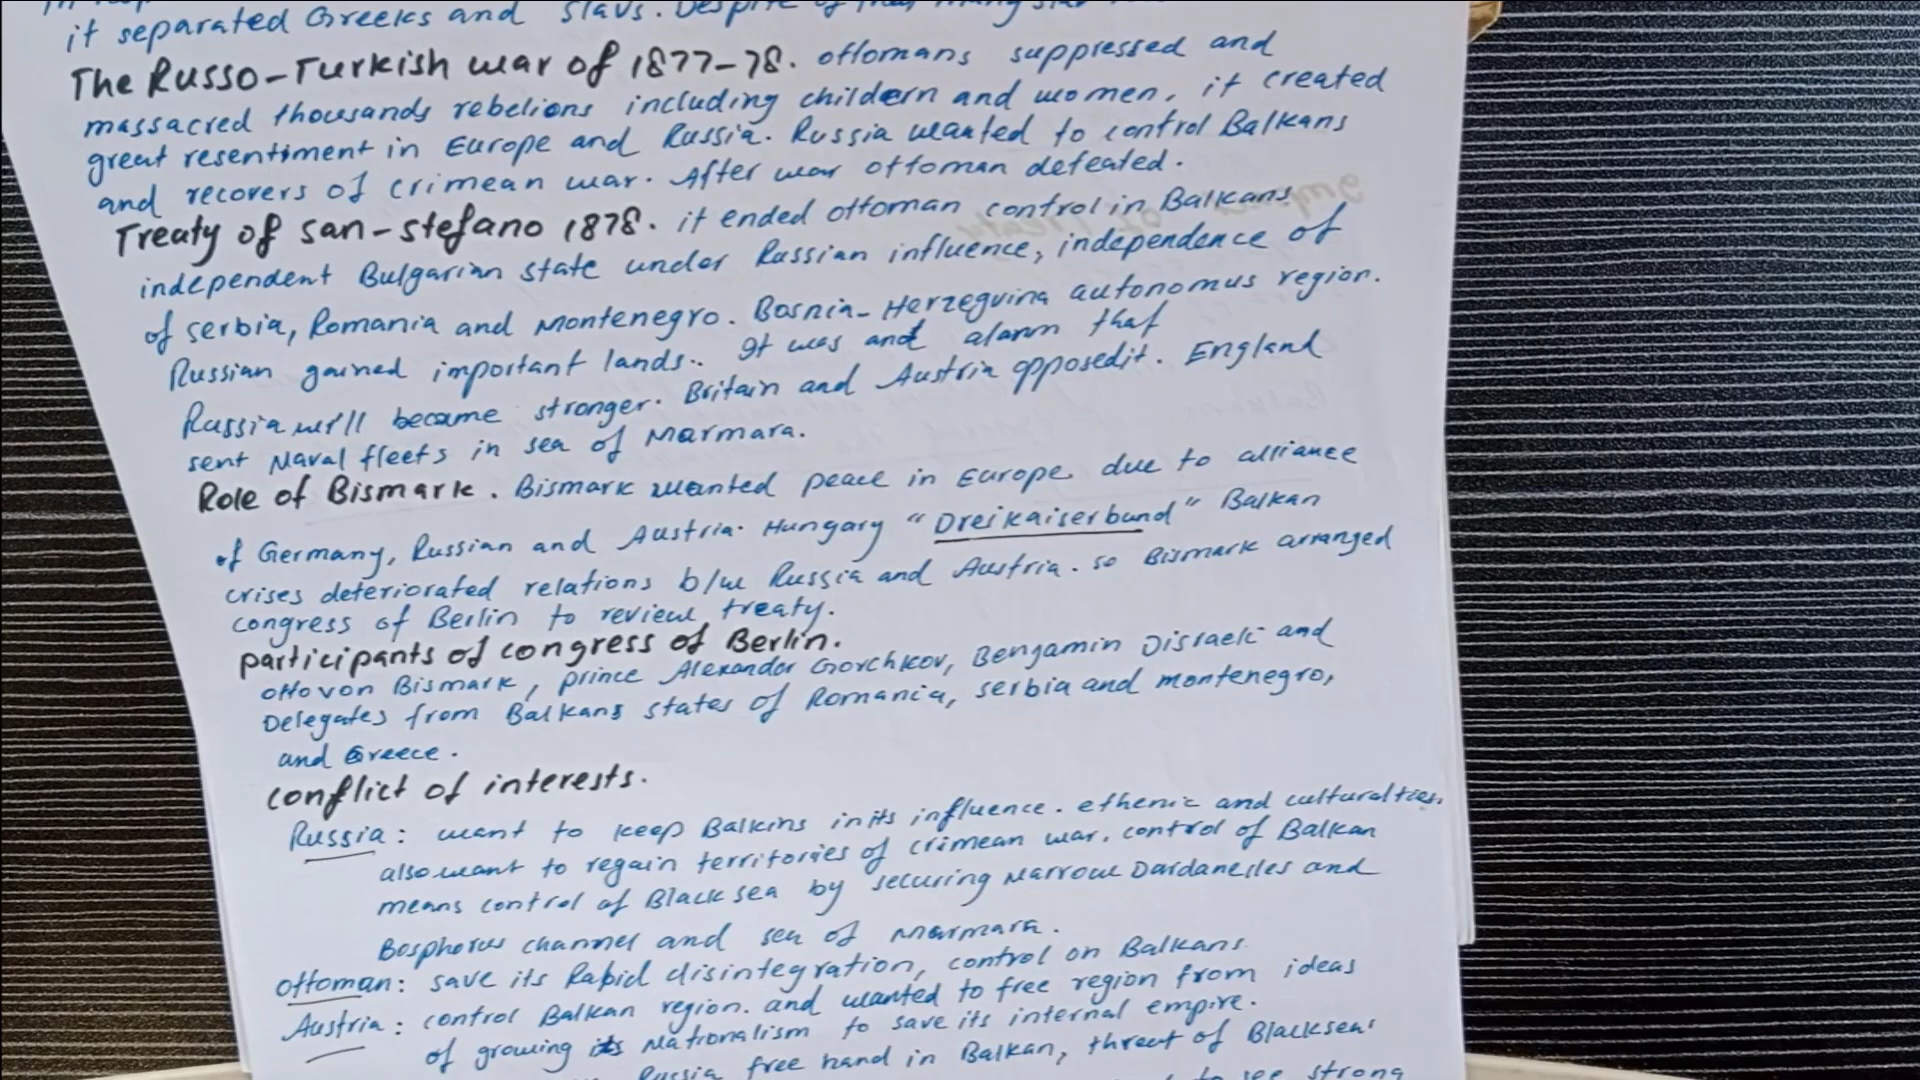 it separated Greeks and Slavs. Despite of
The Russo-Turkish war of 1877-78. ottomans suppressed and
massacred thousands rebelions including childern and women, it created
great resentiment in Europe and Russia. Russia wanted to control Balkans
and recovers of crimean war. After war ottoman defeated.
Treaty of san-stefano 1878. it ended ottoman control in Balkans.
independent Bulgarian state under Russian influence, independence of
of serbia, Romania and Montenegro. Bosnia-Herzegvina autonomus region.
Russian gained important lands. It was and alarm that
Russia will became stronger. Britain and Austria opposed it. England
sent Naval fleets in sea of Marmara.
Role of Bismark. Bismark wanted peace in Europe due to alliance
of Germany, Russian and Austria-Hungary "Dreikaiserbund" Balkan
crises deteriorated relations b/w Russia and Austria. so Bismark arranged
congress of Berlin to review treaty.
participants of congress of Berlin.
otto von Bismark, prince Alexander Gorchkov, Bengamin Disraeli and
Delegates from Balkans states of Romania, serbia and montenegro,
and Greece.
conflict of interests.
Russia: want to keep Balkins in its influence. ethenic and cultural ties.
also want to regain territories of crimean war. control of Balkan
means control of Black sea by securing Narrow Dardanelles and
Bosphorus channel and sea of marmara.
ottoman: save its Rapid disintegration, control on Balkans
Austria: control Balkan region. and wanted to free region from ideas
of growing Nationalism to save its internal empire.
Russia free hand in Balkan, threat of Blacksea
to see strong